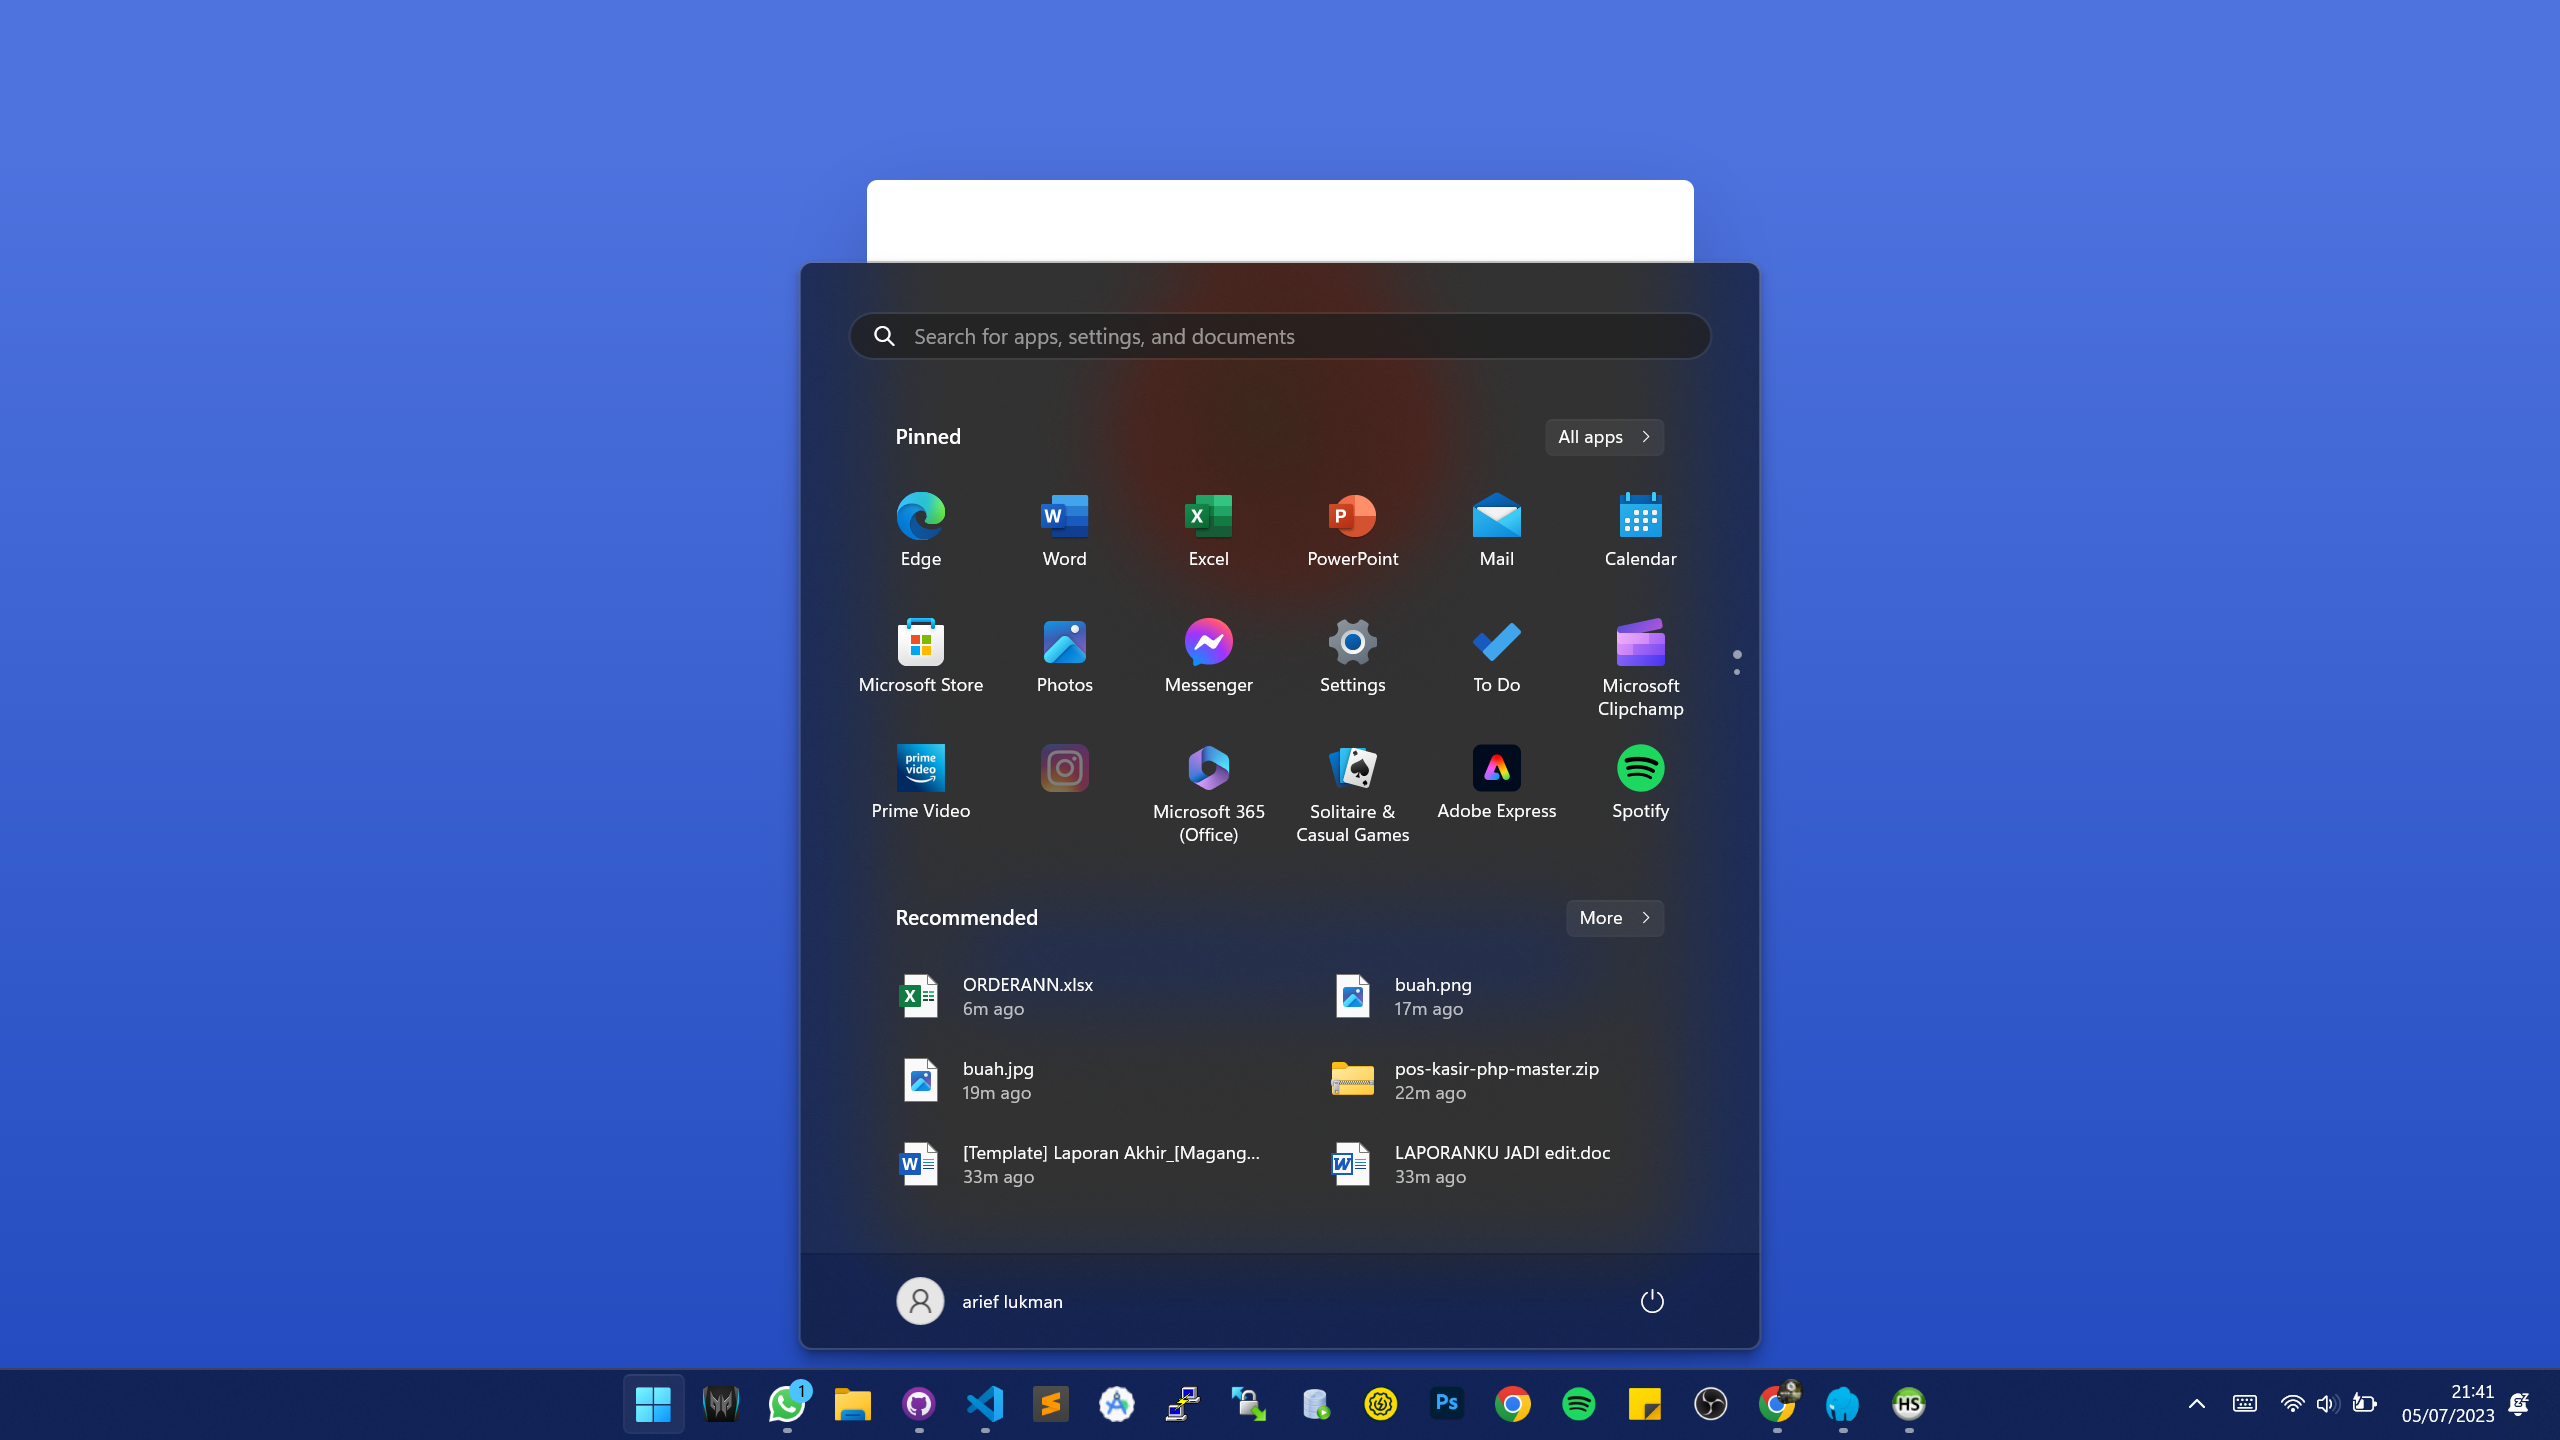 Search for apps, settings, and documents
Pinned
All apps
Edge
Word
Excel
PowerPoint
Mail
Calendar
Microsoft Store
Photos
Messenger
Settings
To Do
Microsoft
Clipchamp
prime
video
Prime Video
Microsoft 365
(Office)
Solitaire &
Casual Games
Adobe Express
Spotify
Recommended
More
ORDERANN.xlsx
6m ago
buah.png
17m ago
buah.jpg
19m ago
pos-kasir-php-master.zip
22m ago
[Template] Laporan Akhir_[Magang...
33m ago
LAPORANKU JADI edit.doc
33m ago
arief lukman
1
Ps
HS
21:41
05/07/2023